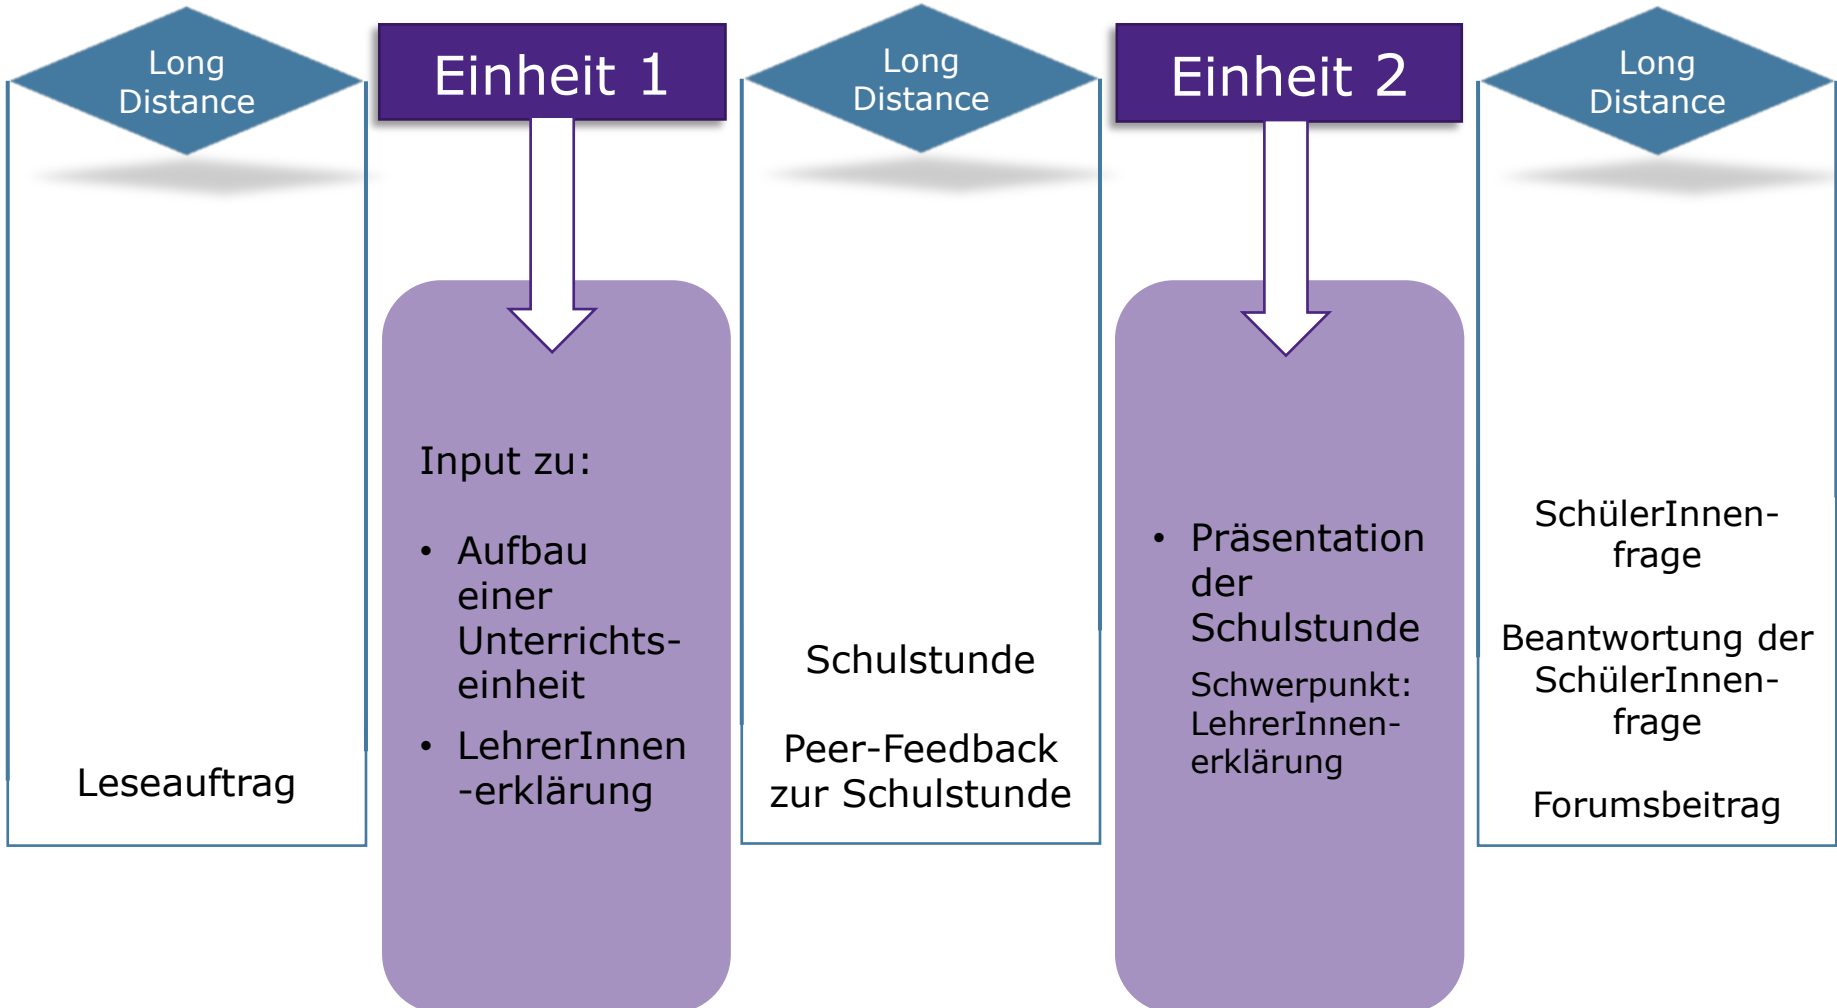 Long
Distance
Leseauftrag
Einheit 1
Input zu:
• Aufbau
einer
Unterrichts-
einheit
• LehrerInnen
-erklärung
Long
Distance
Schulstunde
Peer-Feedback
zur Schulstunde
Einheit 2
• Präsentation
der
Schulstunde
Schwerpunkt:
LehrerInnen-
erklärung
Long
Distance
SchülerInnen-
frage
Beantwortung der
SchülerInnen-
frage
Forumsbeitrag